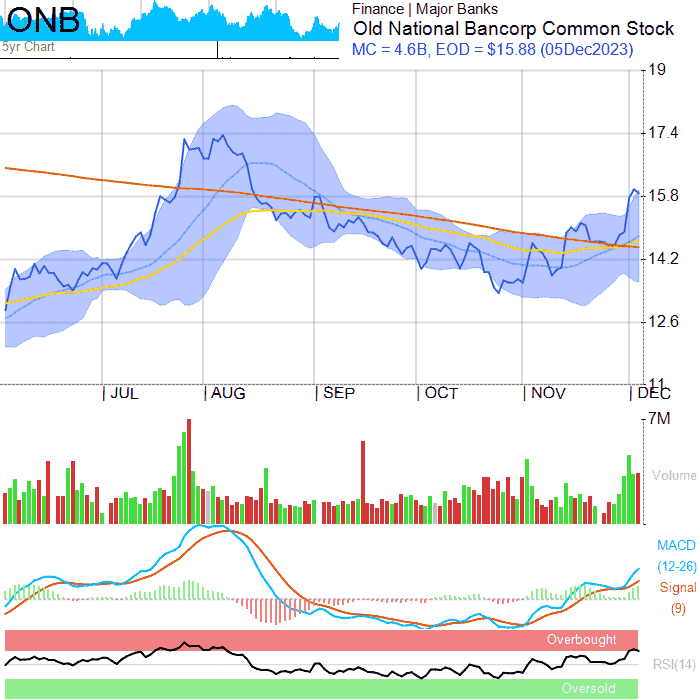 ONB
5yr Chart
Finance | Major Banks
Old National Bancorp Common Stock
MC = 4.6B, EOD = $15.88 (05Dec2023)
19
17.4
15.8
14.2
12.6
11
JUL AUG SEP OCT NOV DEC
7M
Volume
MACD
(12-26)
Signal
(9)
Overbought
RSI(14)
Oversold